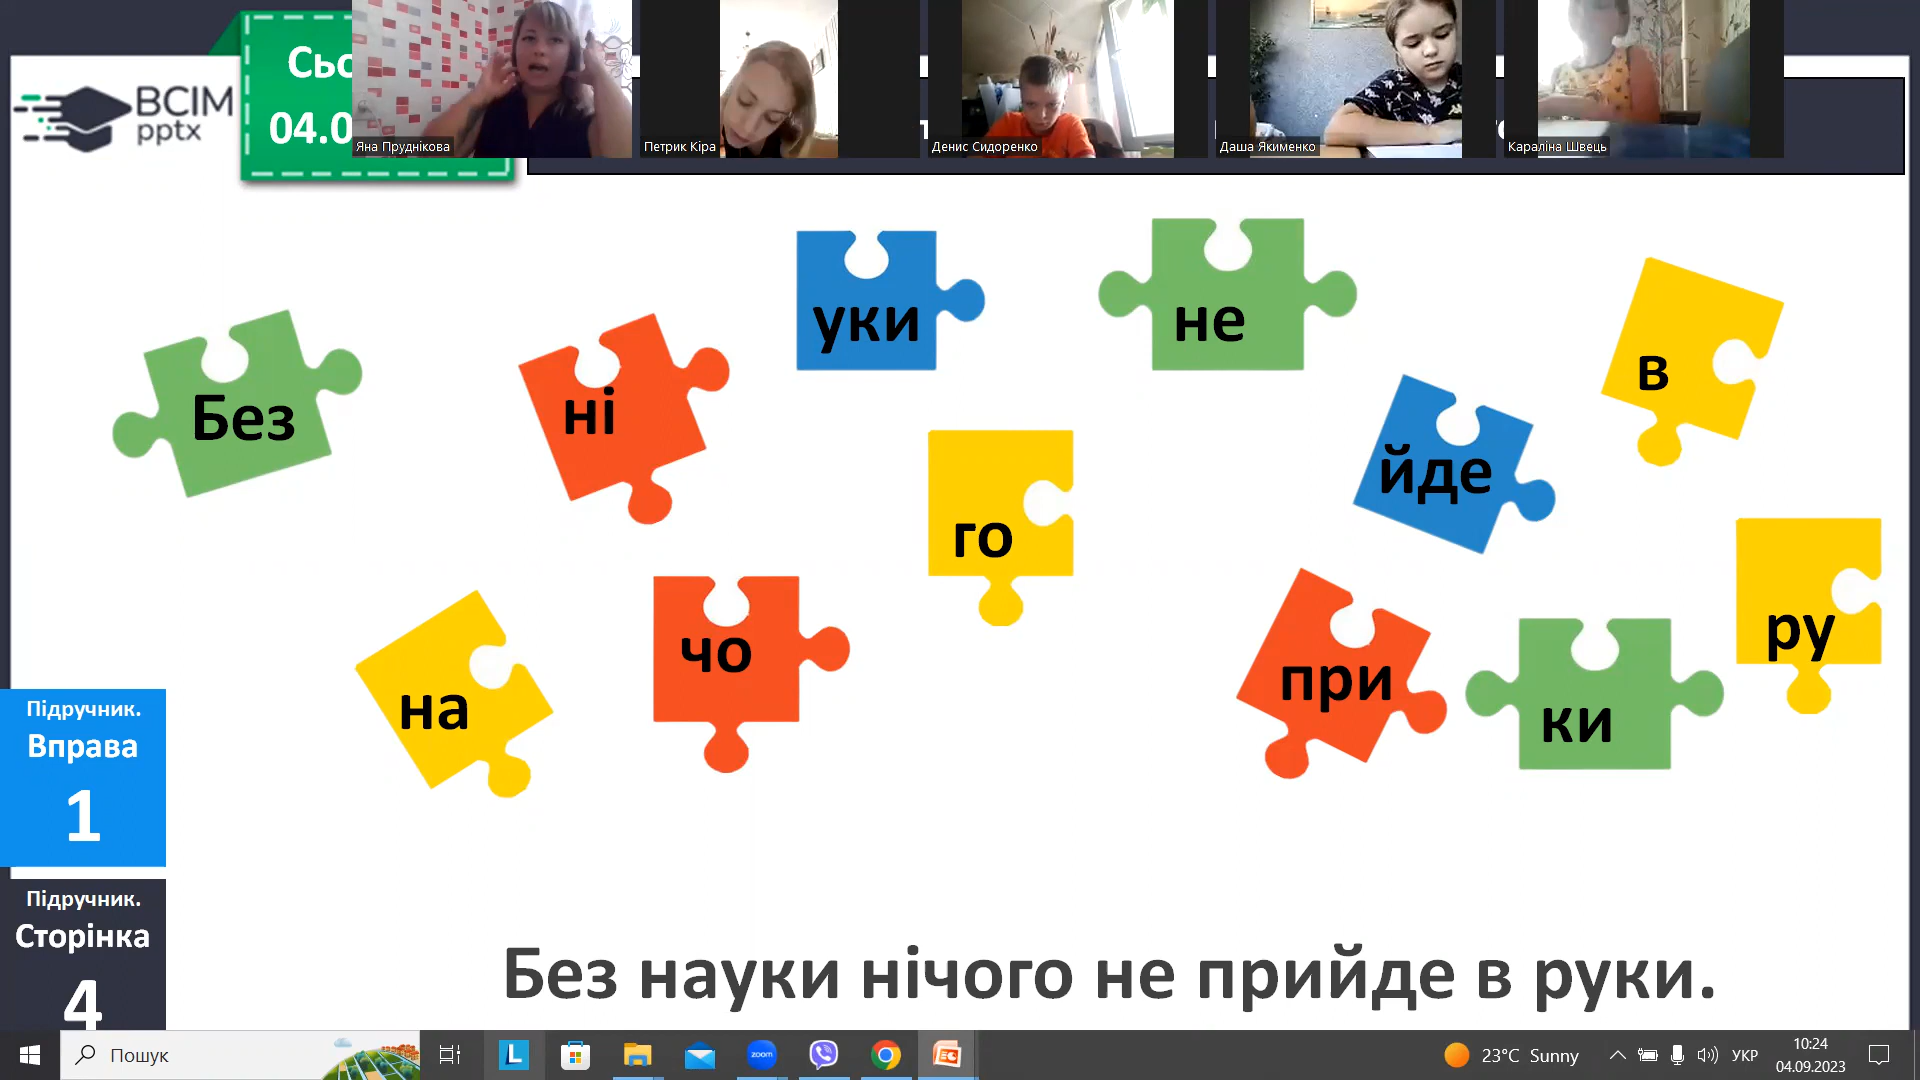 Сьо
04.0
ВСІМ
pptx
Яна Пруднікова
Петрик Кіра
Денис Сидоренко
Даша Якименко
Караліна Швець
Без
ні
уки
не
в
го
йде
на
чо
при
ки
ру
Підручник.
Вправа
1
Підручник.
Сторінка
4
Без науки нічого не прийде в руки.
Пошук
L
zoom
23°C Sunny
УКР
10:24
04.09.2023